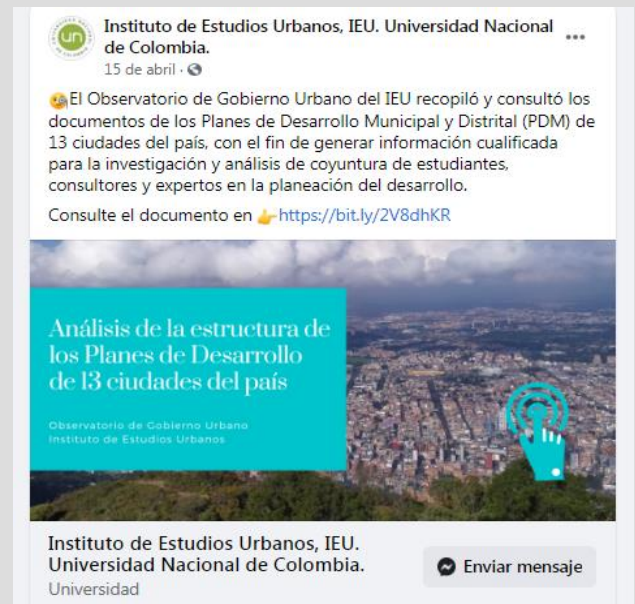 Instituto de Estudios Urbanos, IEU. Universidad Nacional
de Colombia.
15 de abril ·
El Observatorio de Gobierno Urbano del IEU recopiló y consultó los
documentos de los Planes de Desarrollo Municipal y Distrital (PDM) de
13 ciudades del país, con el fin de generar información cualificada
para la investigación y análisis de coyuntura de estudiantes,
consultores y expertos en la planeación del desarrollo.
Consulte el documento en 👉https://bit.ly/2V8dhKR
Análisis de la estructura de
los Planes de Desarrollo
de 13 ciudades del país
Observatorio de Gobierno Urbano
Instituto de Estudios Urbanos
Instituto de Estudios Urbanos, IEU.
Universidad Nacional de Colombia.
Enviar mensaje
Universidad